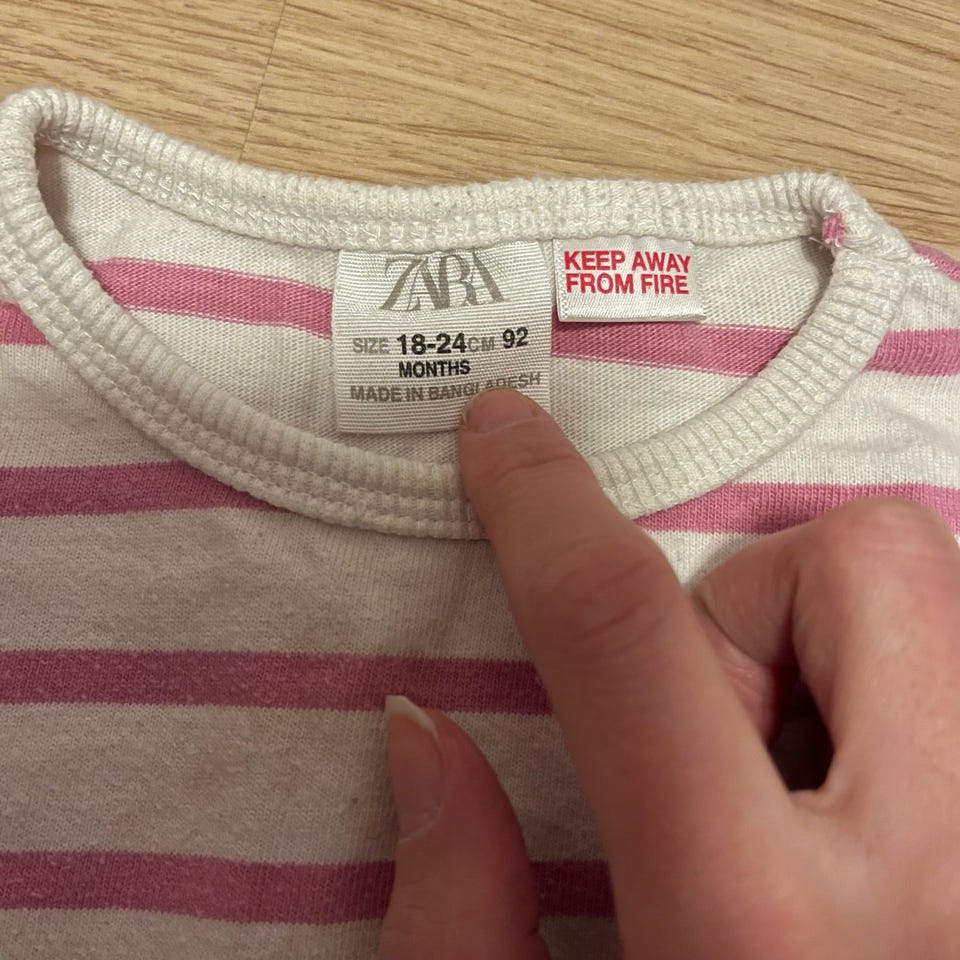 ZARA
SIZE 18-24 CM 92
MONTHS
MADE IN BANGLADESH
KEEP AWAY
FROM FIRE